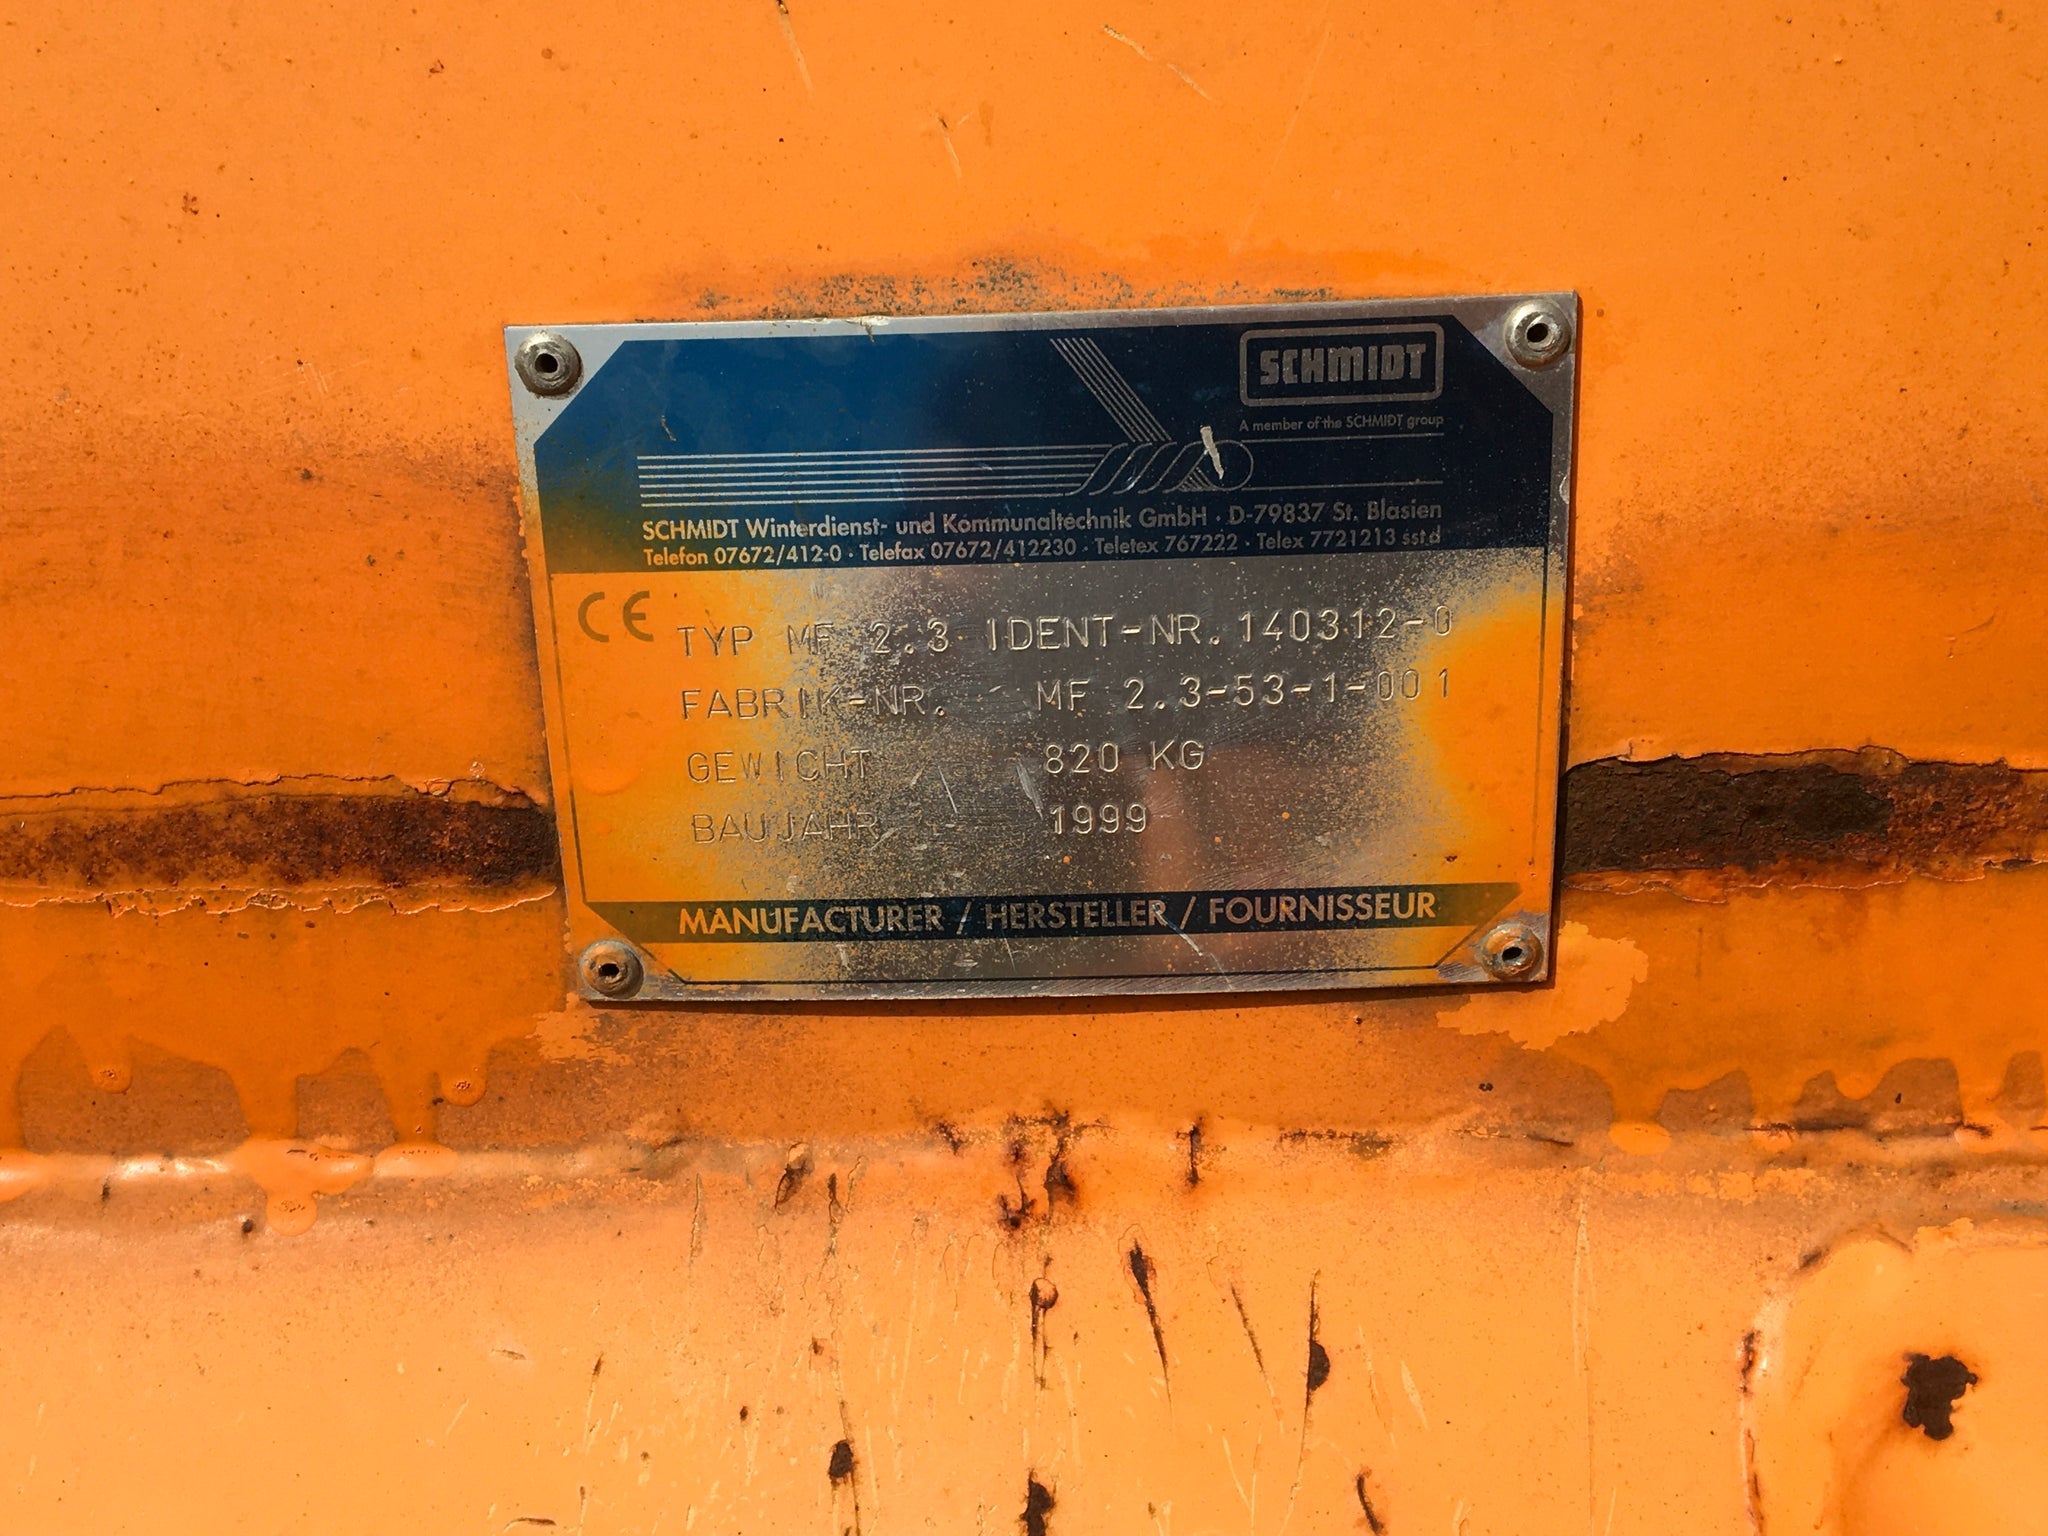 SCHMIDT
A member of the SCHMIDT group
SCHMIDT Winterdienst- und Kommunaltechnik GmbH · D-79837 St. Blasien
Telefon 07672/412-0 · Telefax 07672/412230 · Teletex 767222 · Telex 7721213 sst d
CE
TYP MF 2.3 IDENT-NR. 140312-0
FABRIK-NR. MF 2.3-53-1-001
GEWICHT 820 KG
BAUJAHR 1999
MANUFACTURER / HERSTELLER / FOURNISSEUR